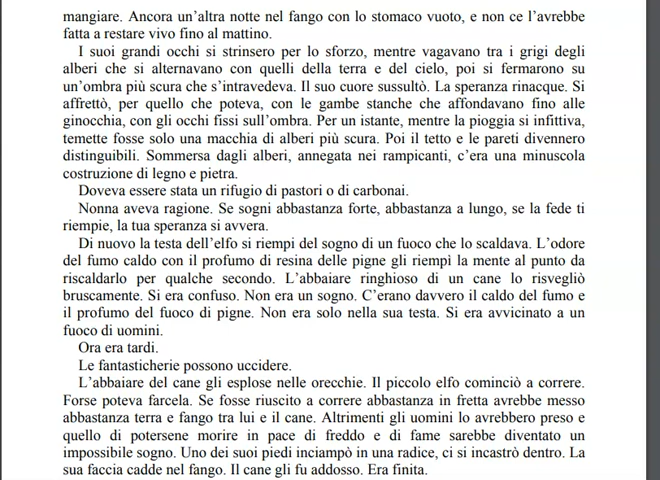 mangiare. Ancora un’altra notte nel fango con lo stomaco vuoto, e non ce l’avrebbe
fatta a restare vivo fino al mattino.
I suoi grandi occhi si strinsero per lo sforzo, mentre vagavano tra i grigi degli
alberi che si alternavano con quelli della terra e del cielo, poi si fermarono su
un’ombra più scura che s’intravedeva. Il suo cuore sussultò. La speranza rinacque. Si
affrettò, per quello che poteva, con le gambe stanche che affondavano fino alle
ginocchia, con gli occhi fissi sull’ombra. Per un istante, mentre la pioggia si infittiva,
temette fosse solo una macchia di alberi più scura. Poi il tetto e le pareti divennero
distinguibili. Sommersa dagli alberi, annegata nei rampicanti, c’era una minuscola
costruzione di legno e pietra.
Doveva essere stata un rifugio di pastori o di carbonai.
Nonna aveva ragione. Se sogni abbastanza forte, abbastanza a lungo, se la fede ti
riempie, la tua speranza si avvera.
Di nuovo la testa dell’elfo si riempì del sogno di un fuoco che lo scaldava. L’odore
del fumo caldo con il profumo di resina delle pigne gli riempì la mente al punto da
riscaldarlo per qualche secondo. L’abbaiare ringhioso di un cane lo risvegliò
bruscamente. Si era confuso. Non era un sogno. C’erano davvero il caldo del fumo e
il profumo del fuoco di pigne. Non era solo nella sua testa. Si era avvicinato a un
fuoco di uomini.
Ora era tardi.
Le fantasticherie possono uccidere.
L’abbaiare del cane gli esplose nelle orecchie. Il piccolo elfo cominciò a correre.
Forse poteva farcela. Se fosse riuscito a correre abbastanza in fretta avrebbe messo
abbastanza terra e fango tra lui e il cane. Altrimenti gli uomini lo avrebbero preso e
quello di potersene morire in pace di freddo e di fame sarebbe diventato un
impossibile sogno. Uno dei suoi piedi inciampò in una radice, ci si incastrò dentro. La
sua faccia cadde nel fango. Il cane gli fu addosso. Era finita.